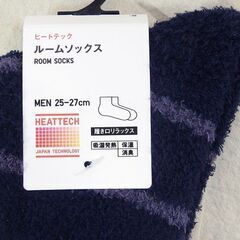 ヒートテック
ルームソックス
ROOM SOCKS
MEN 25-27cm
HEATTECH
JAPAN TECHNOLOGY
履き口リラックス
吸湿発熱 保温
消臭